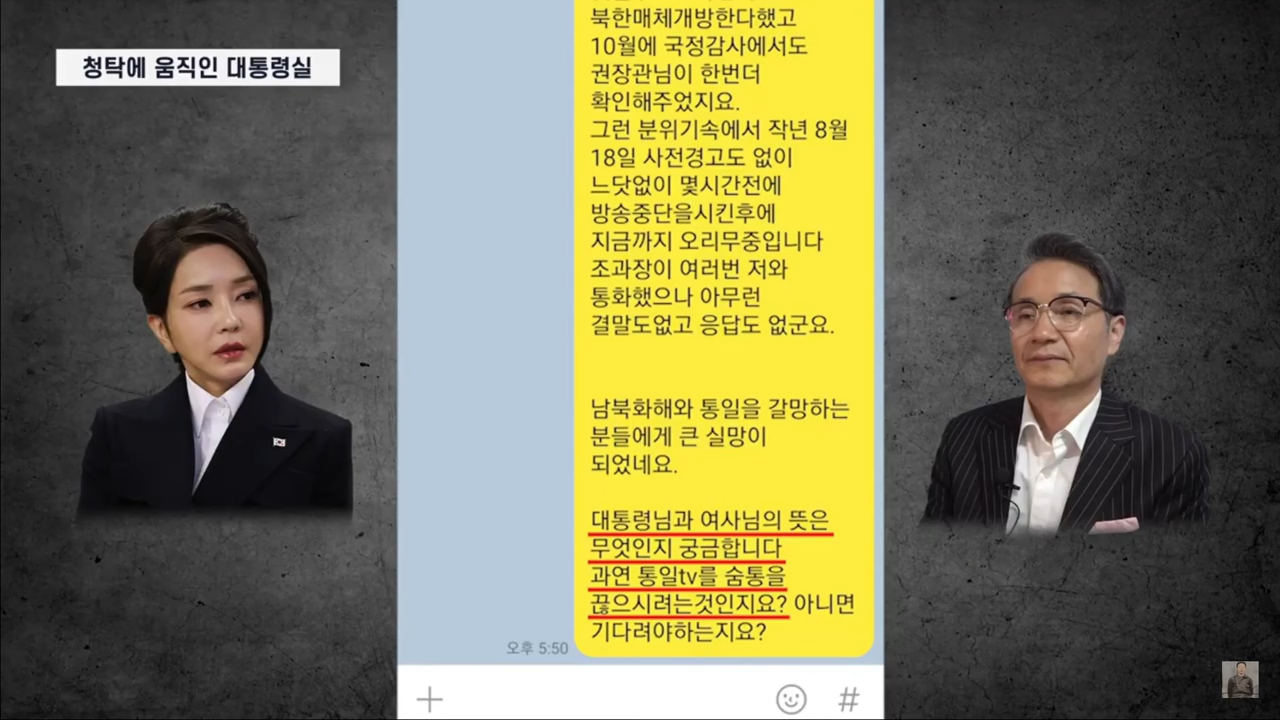 청탁에 움직인 대통령실
북한매체개방한다했고
10월에 국정감사에서도
권장관님이 한번더
확인해주었지요.
그런 분위기속에서 작년 8월
18일 사전경고도 없이
느닷없이 몇시간전에
방송중단을시킨후에
지금까지 오리무중입니다
조과장이 여러번 저와
통화했으나 아무런
결말도없고 응답도 없군요.
남북화해와 통일을 갈망하는
분들에게 큰 실망이
되었네요.
대통령님과 여사님의 뜻은
무엇인지 궁금합니다
과연 통일tv를 숨통을
끊으시려는것인지요? 아니면
기다려야하는지요?
오후 5:50
#